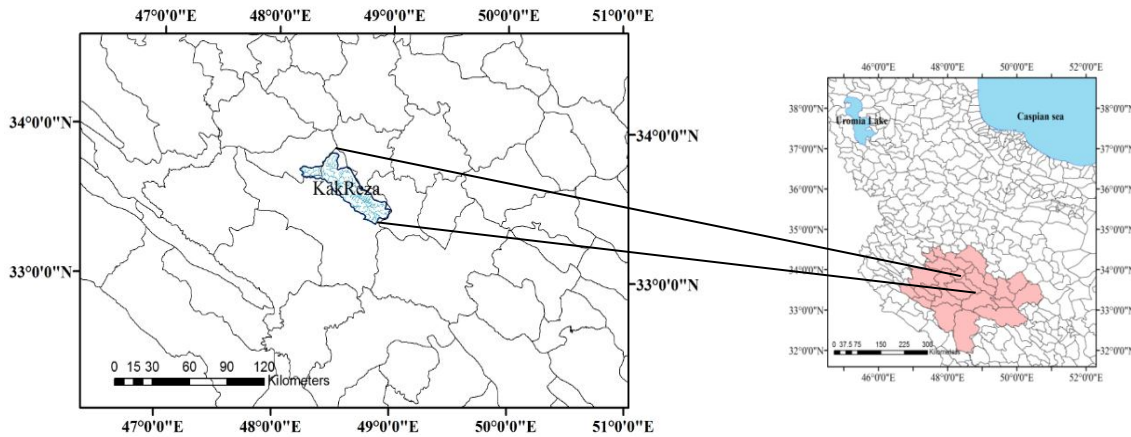 47°0'0"E 48°0'0"E 49°0'0"E 50°0'0"E 51°0'0"E
34°0'0"N
34°0'0"N
KakReza
33°0'0"N
33°0'0"N
0 15 30 60 90 120
Kilometers
47°0'0"E 48°0'0"E 49°0'0"E 50°0'0"E 51°0'0"E
46°0'0"E 48°0'0"E 50°0'0"E 52°0'0"E
38°0'0"N 38°0'0"N
Uromia Lake
Caspian sea
37°0'0"N 37°0'0"N
36°0'0"N 36°0'0"N
35°0'0"N 35°0'0"N
34°0'0"N 34°0'0"N
33°0'0"N 33°0'0"N
32°0'0"N 32°0'0"N
0 37.5 75 150 225 300
Kilometers
46°0'0"E 48°0'0"E 50°0'0"E 52°0'0"E